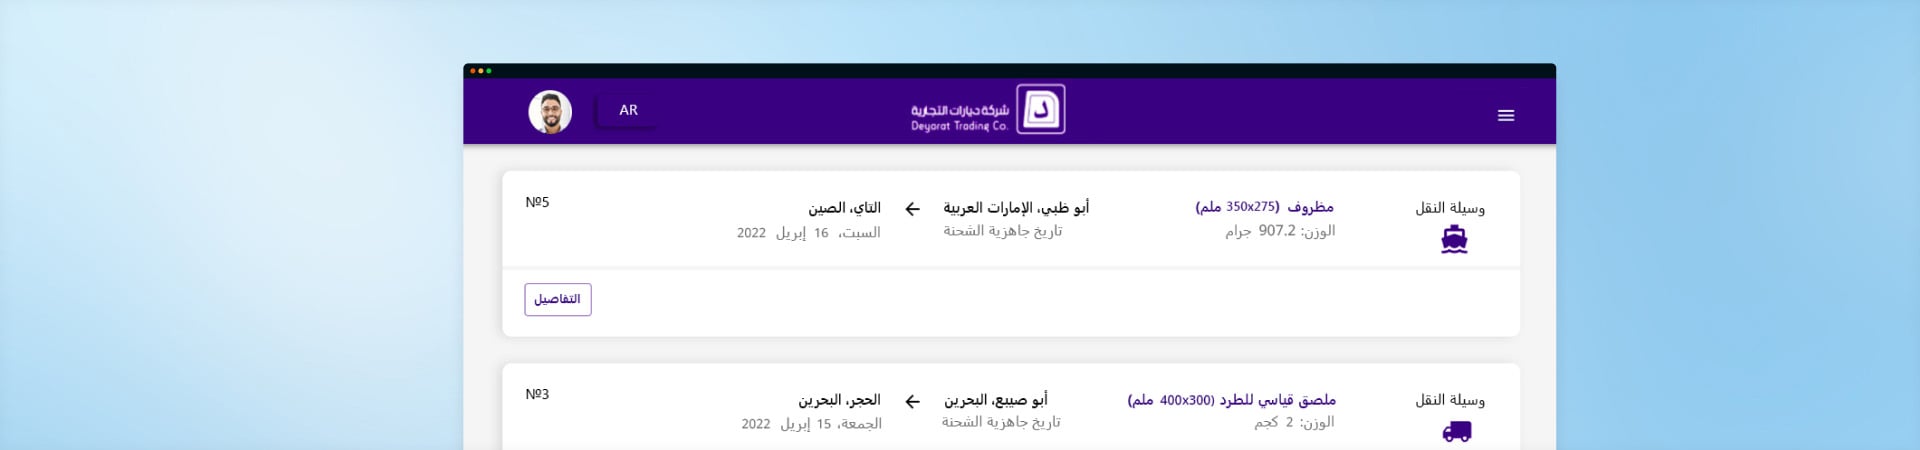 AR
شركة ديارات التجارية
Deyarat Trading Co.
وسيلة النقل
مظروف (350x275 ملم)
الوزن: 907.2 جرام
أبو ظبي، الإمارات العربية
تاريخ جاهزية الشحنة
التاي، الصين
السبت، 16 إبريل 2022
№5
التفاصيل
وسيلة النقل
ملصق قياسي للطرد (400x300 ملم)
الوزن: 2 كجم
أبو صيبع، البحرين
تاريخ جاهزية الشحنة
الحجر، البحرين
الجمعة، 15 إبريل 2022
№3